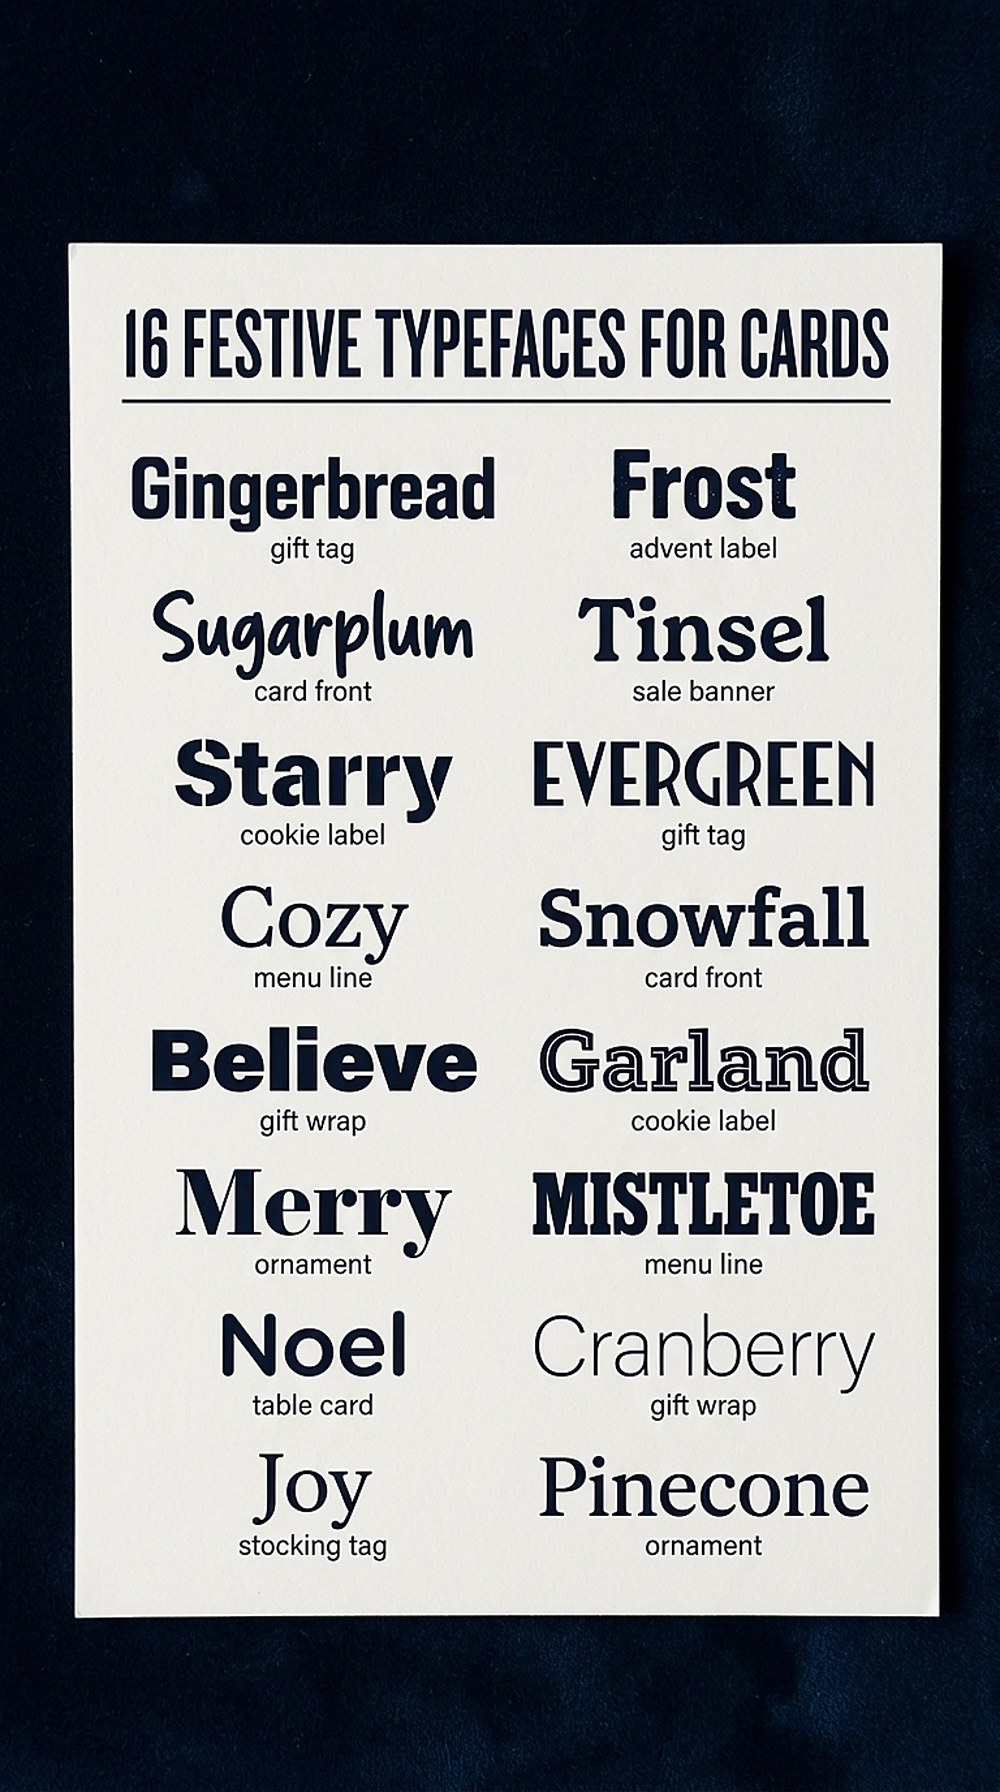 16 FESTIVE TYPEFACES FOR CARDS
Gingerbread
gift tag
Frost
advent label
Sugarplum
card front
Tinsel
sale banner
Starry
cookie label
EVERGREEN
gift tag
Cozy
menu line
Snowfall
card front
Believe
gift wrap
Garland
cookie label
Merry
ornament
MISTLETOE
menu line
Noel
table card
Cranberry
gift wrap
Joy
stocking tag
Pinecone
ornament